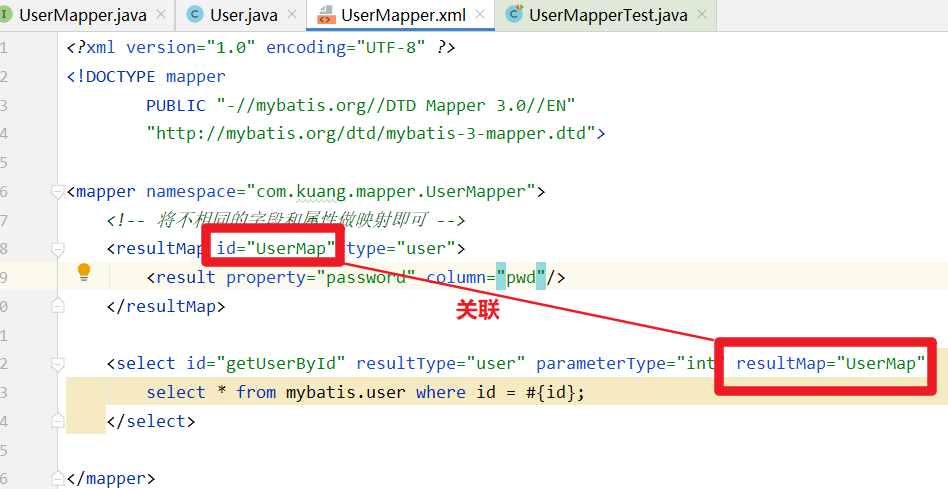 UserMapper.java User.java UserMapper.xml UserMapperTest.java
1 <?xml version="1.0" encoding="UTF-8" ?>
2 <!DOCTYPE mapper
3 PUBLIC "-//mybatis.org//DTD Mapper 3.0//EN"
4 "http://mybatis.org/dtd/mybatis-3-mapper.dtd">
5
6 <mapper namespace="com.kuang.mapper.UserMapper">
7 <!-- 将不相同的字段和属性做映射即可 -->
8 <resultMap id="UserMap" type="user">
9 <result property="password" column="pwd"/>
0 </resultMap>
关联
1
2 <select id="getUserById" resultType="user" parameterType="int" resultMap="UserMap"
3 select * from mybatis.user where id = #{id};
4 </select>
5
6 </mapper>